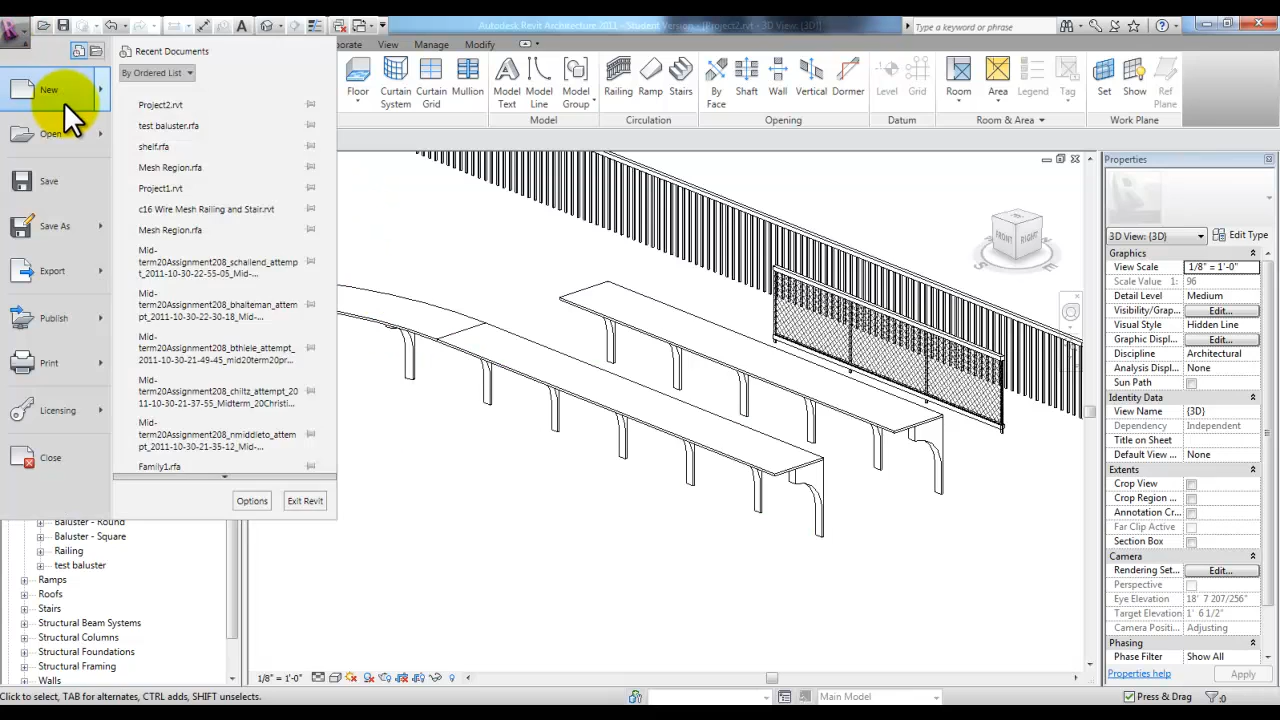 Autodesk Revit Architecture 2011 - Student Version - [Project2.rvt - 3D View: {3D}]
Type a keyword or phrase
View
Manage
Modify
Recent Documents
By Ordered List
New
Open
Save
Save As
Export
Publish
Print
Licensing
Close
Project2.rvt
test baluster.rfa
shelf.rfa
Mesh Region.rfa
Project1.rvt
c16 Wire Mesh Railing and Stair.rvt
Mesh Region.rfa
Mid-
term20Assignment208_schallend_attemp
t_2011-10-30-22-55-05_Mid-...
Mid-
term20Assignment208_bhaiteman_attem
pt_2011-10-30-22-30-18_Mid-...
Mid-
term20Assignment208_bthiele_attempt_
2011-10-30-21-49-45_mid20term20pr...
Mid-
term20Assignment208_chiltz_attempt_20
11-10-30-21-37-55_Midterm_20Christi...
Mid-
term20Assignment208_nmiddleto_attem
pt_2011-10-30-21-35-12_Mid-...
Family1.rfa
Options
Exit Revit
Floor
Curtain System
Curtain Grid
Mullion
Model Text
Model Line
Model Group
Model
Railing
Ramp
Stairs
Circulation
By Face
Shaft
Wall
Vertical
Dormer
Opening
Level
Grid
Datum
Room
Area
Legend
Tag
Room & Area
Set
Show
Ref Plane
Work Plane
FRONT
RIGHT
Properties
3D View: {3D}
Edit Type
Graphics
View Scale 1/8" = 1'-0"
Scale Value 1: 96
Detail Level Medium
Visibility/Grap... Edit...
Visual Style Hidden Line
Graphic Displ... Edit...
Discipline Architectural
Analysis Displ... None
Sun Path
Identity Data
View Name {3D}
Dependency Independent
Title on Sheet
Default View ... None
Extents
Crop View
Crop Region ...
Annotation Cr...
Far Clip Active
Section Box
Camera
Rendering Set... Edit...
Perspective
Eye Elevation 18' 7 207/256"
Target Elevation 1' 6 1/2"
Camera Positi... Adjusting
Phasing
Phase Filter Show All
Properties help
Apply
Baluster - Round
Baluster - Square
Railing
test baluster
Ramps
Roofs
Stairs
Structural Beam Systems
Structural Columns
Structural Foundations
Structural Framing
Walls
1/8" = 1'-0"
Click to select, TAB for alternates, CTRL adds, SHIFT unselects.
Main Model
Press & Drag
:0